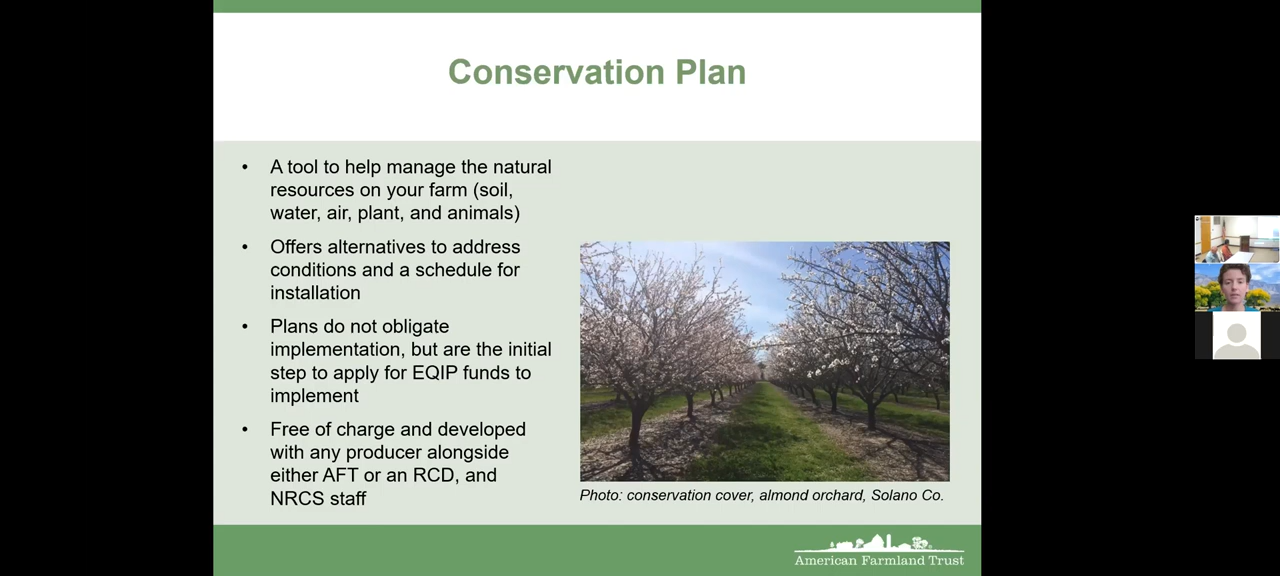 Conservation Plan
• A tool to help manage the natural
resources on your farm (soil,
water, air, plant, and animals)
• Offers alternatives to address
conditions and a schedule for
installation
• Plans do not obligate
implementation, but are the initial
step to apply for EQIP funds to
implement
• Free of charge and developed
with any producer alongside
either AFT or an RCD, and
NRCS staff
Photo: conservation cover, almond orchard, Solano Co.
American Farmland Trust